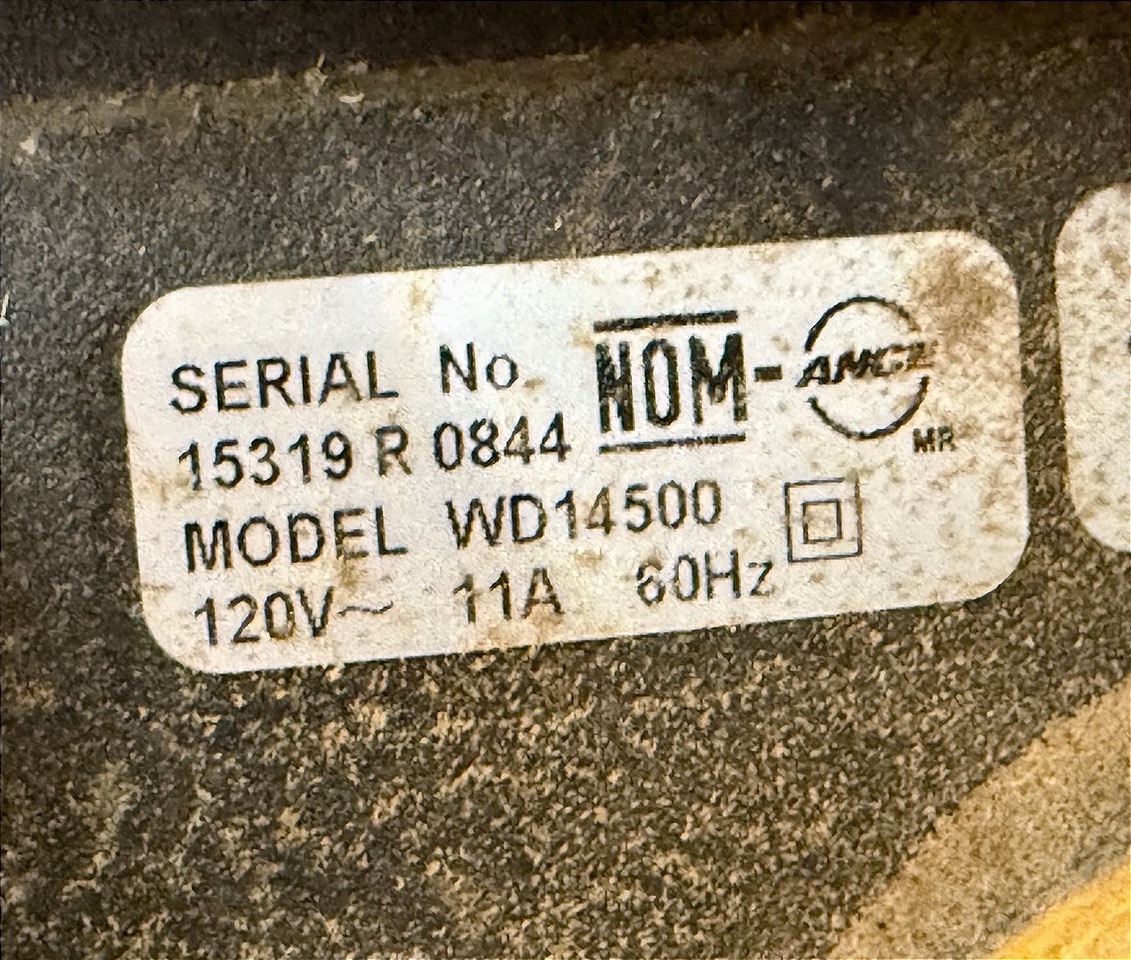 SERIAL No.
15319 R 0844
NOM-ANCE
MR
MODEL WD14500
120V~ 11A 60Hz